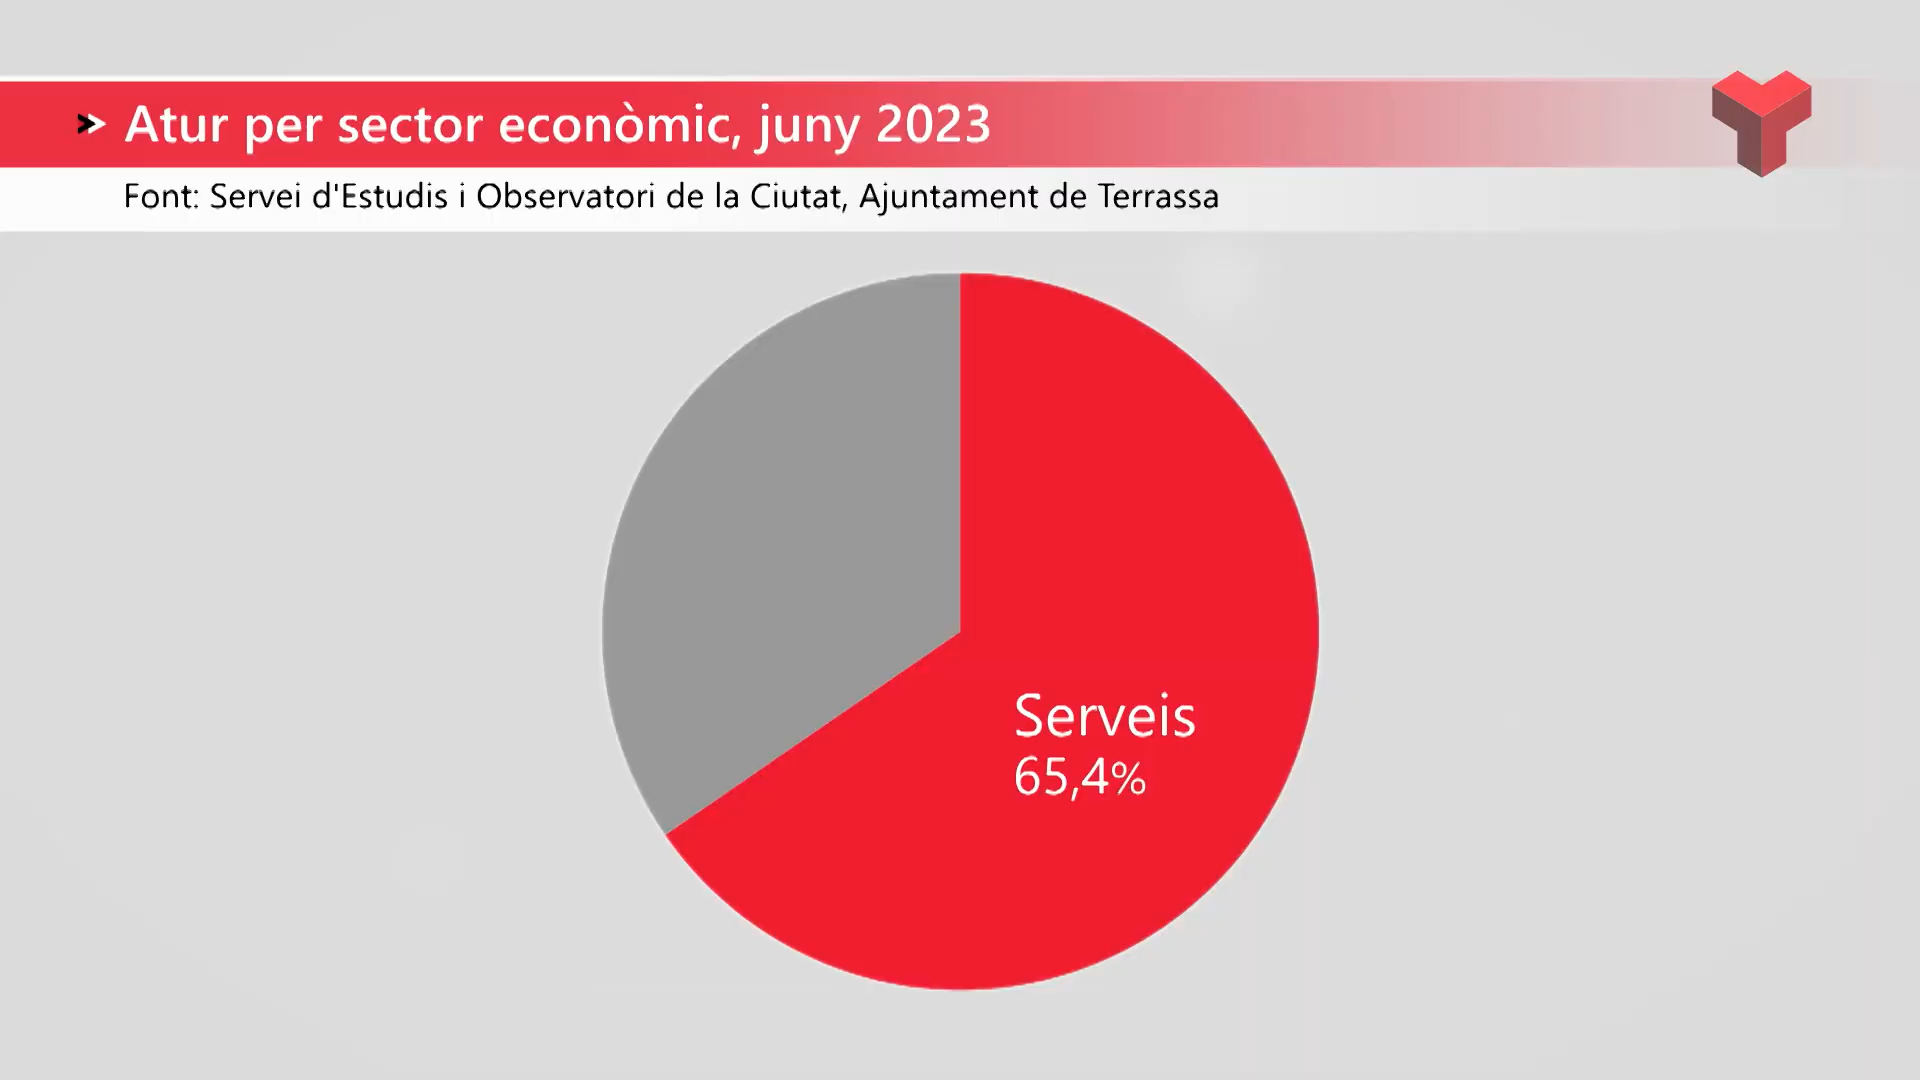 Atur per sector econòmic, juny 2023
Font: Servei d'Estudis i Observatori de la Ciutat, Ajuntament de Terrassa
Serveis
65,4%